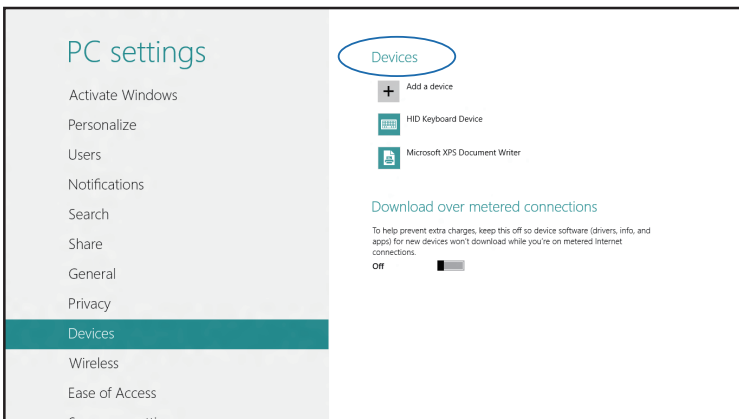 PC settings
Activate Windows
Personalize
Users
Notifications
Search
Share
General
Privacy
Devices
Wireless
Ease of Access
Devices
Add a device
HID Keyboard Device
Microsoft XPS Document Writer
Download over metered connections
To help prevent extra charges, keep this off so device software (drivers, info, and
apps) for new devices won't download while you're on metered Internet
connections.
Off